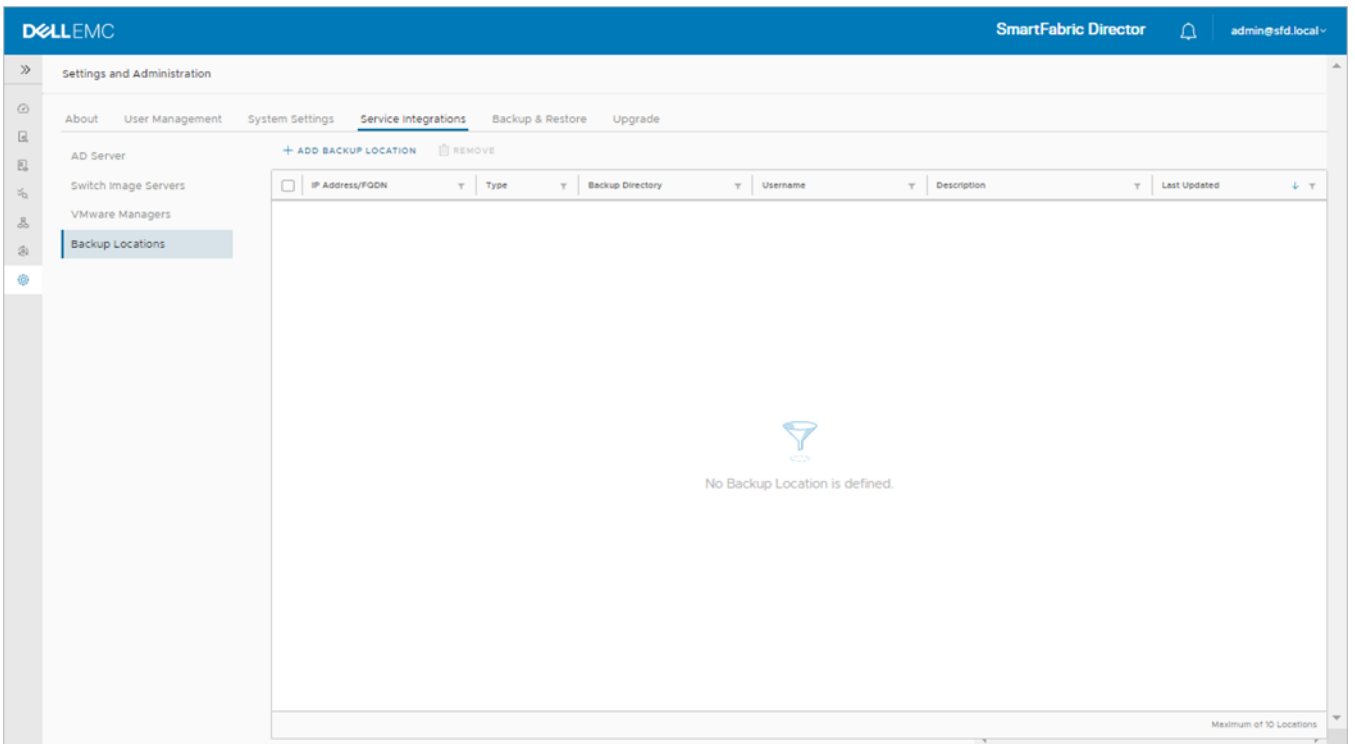 DELLEMC
SmartFabric Director
admin@sfd.local
Settings and Administration
About User Management System Settings Service Integrations Backup & Restore Upgrade
AD Server
Switch Image Servers
VMware Managers
Backup Locations
+ ADD BACKUP LOCATION REMOVE
IP Address/FQDN Type Backup Directory Username Description Last Updated
No Backup Location is defined.
Maximum of 10 Locations